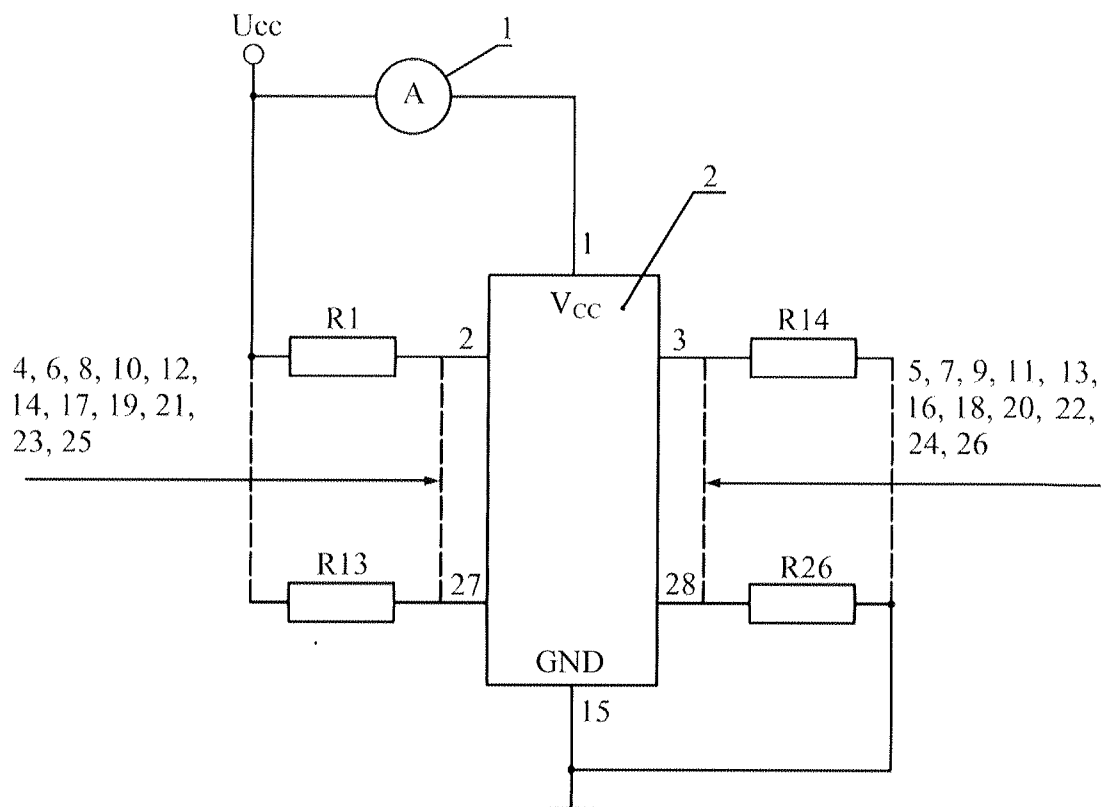 Ucc
1
A
2
1
VCC
R1
2
3
R14
4, 6, 8, 10, 12,
14, 17, 19, 21,
23, 25
5, 7, 9, 11, 13,
16, 18, 20, 22,
24, 26
R13
27
28
R26
GND
15